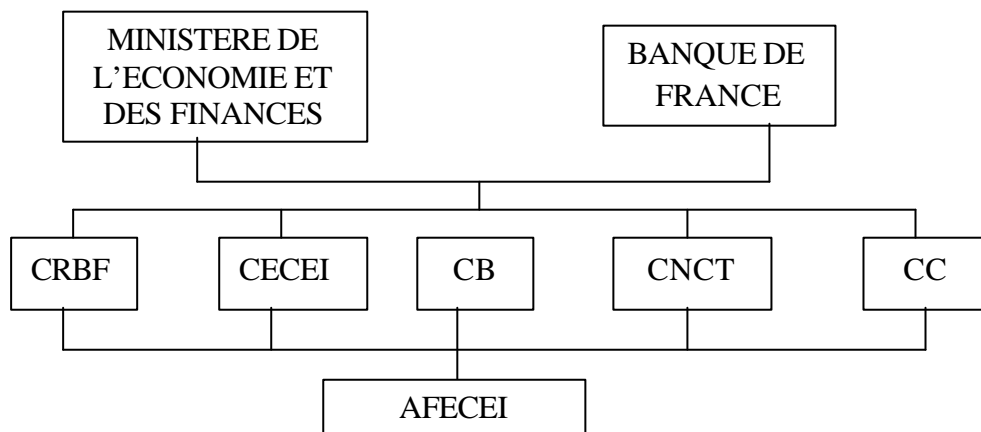 MINISTERE DE
L'ECONOMIE ET
DES FINANCES
BANQUE DE
FRANCE
CRBF
CECEI
CB
CNCT
CC
AFECEI